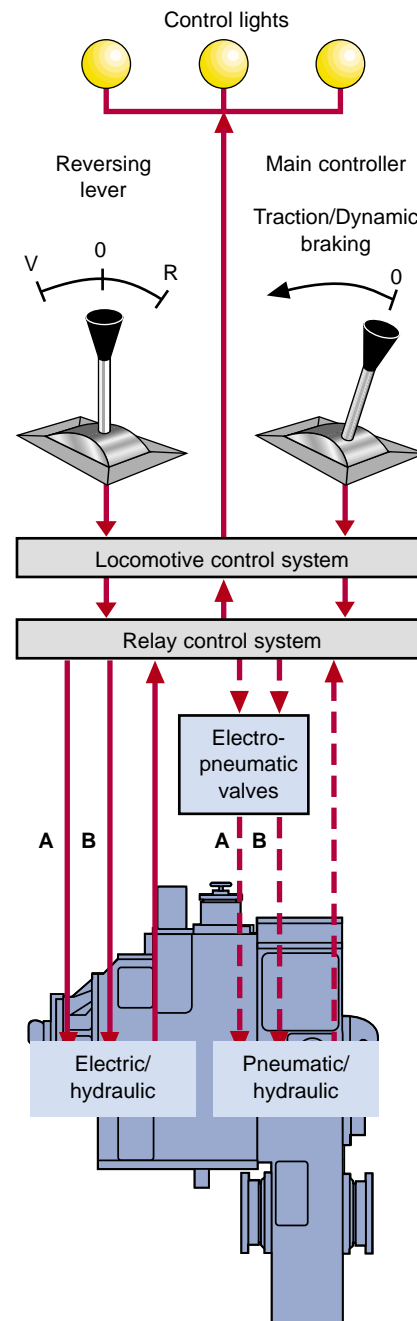 Control lights
Reversing
lever
Main controller
Traction/Dynamic
braking
V
0
R
0
Locomotive control system
Relay control system
Electro-
pneumatic
valves
A
B
A
B
Electric/
hydraulic
Pneumatic/
hydraulic